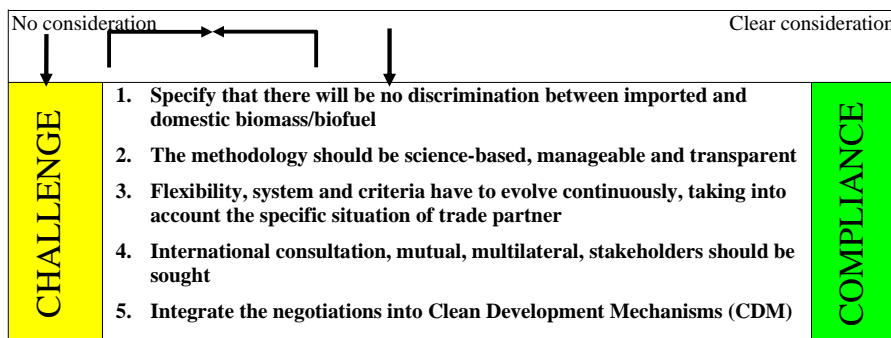 No consideration Clear consideration
CHALLENGE
1. Specify that there will be no discrimination between imported and
domestic biomass/biofuel
2. The methodology should be science-based, manageable and transparent
3. Flexibility, system and criteria have to evolve continuously, taking into
account the specific situation of trade partner
4. International consultation, mutual, multilateral, stakeholders should be
sought
5. Integrate the negotiations into Clean Development Mechanisms (CDM)
COMPLIANCE